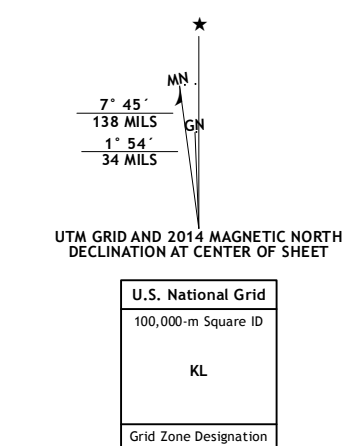 ★
MN
7° 45´
138 MILS
GN
1° 54´
34 MILS
UTM GRID AND 2014 MAGNETIC NORTH
DECLINATION AT CENTER OF SHEET
U.S. National Grid
100,000-m Square ID
KL
Grid Zone Designation